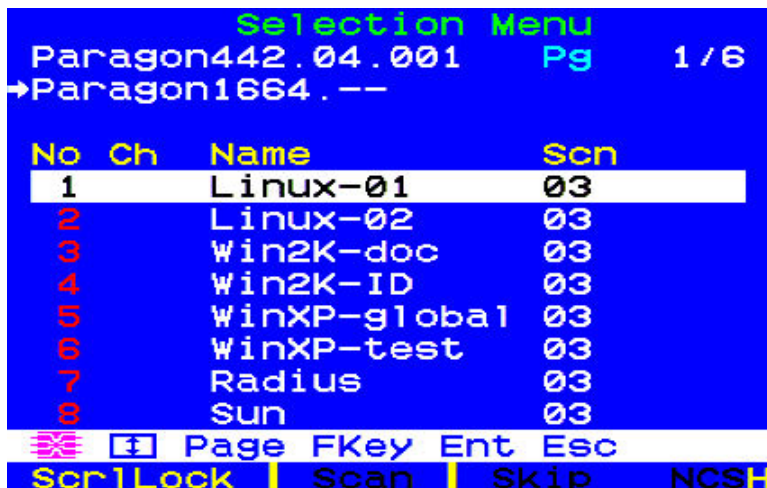 Selection Menu
Paragon442.04.001 Pg 1/6
→Paragon1664.--
No Ch Name Scn
1 Linux-01 03
2 Linux-02 03
3 Win2K-doc 03
4 Win2K-ID 03
5 WinXP-global 03
6 WinXP-test 03
7 Radius 03
8 Sun 03
Page FKey Ent Esc
ScrlLock Scan Skip NCSH